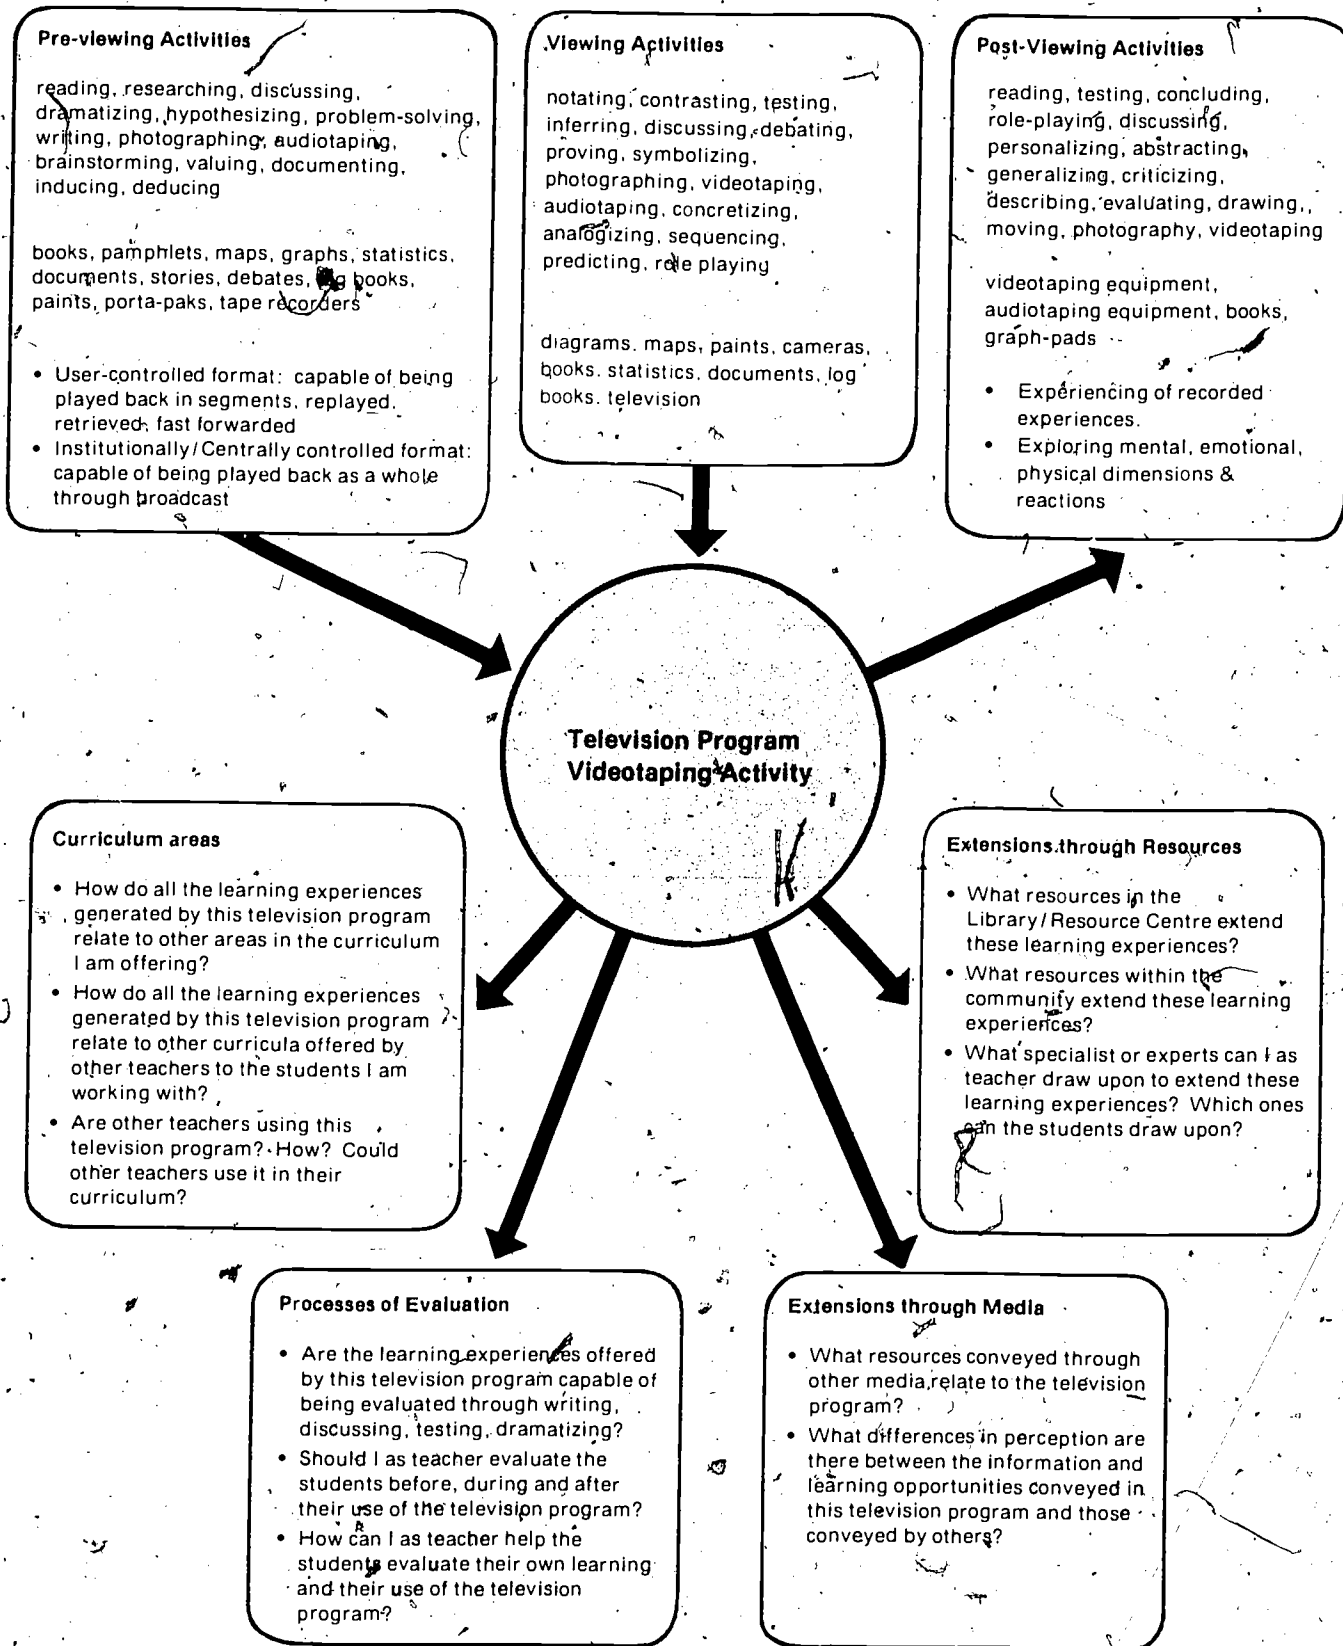 Pre-viewing Activities
reading, researching, discussing,
dramatizing, hypothesizing, problem-solving,
writing, photographing, audiotaping,
brainstorming, valuing, documenting,
inducing, deducing
books, pamphlets, maps, graphs, statistics,
documents, stories, debates, books,
paints, porta-paks, tape recorders
• User-controlled format: capable of being
played back in segments, replayed,
retrieved, fast forwarded
• Institutionally/Centrally controlled format:
capable of being played back as a whole
through broadcast
Viewing Activities
notating, contrasting, testing,
inferring, discussing, debating,
proving, symbolizing,
photographing, videotaping,
audiotaping, concretizing,
analogizing, sequencing,
predicting, role playing
diagrams. maps, paints, cameras,
books. statistics, documents, log
books. television
Post-Viewing Activities
reading, testing, concluding,
role-playing, discussing,
personalizing, abstracting,
generalizing, criticizing,
describing, evaluating, drawing,
moving, photography, videotaping
videotaping equipment,
audiotaping equipment, books,
graph-pads
• Experiencing of recorded
experiences.
• Exploring mental, emotional,
physical dimensions &
reactions
Television Program
Videotaping Activity
Curriculum areas
• How do all the learning experiences
generated by this television program
relate to other areas in the curriculum
I am offering?
• How do all the learning experiences
generated by this television program
relate to other curricula offered by
other teachers to the students I am
working with?
• Are other teachers using this
television program? How? Could
other teachers use it in their
curriculum?
Extensions through Resources
• What resources in the
Library/Resource Centre extend
these learning experiences?
• What resources within the
community extend these learning
experiences?
• What specialist or experts can I as
teacher draw upon to extend these
learning experiences? Which ones
can the students draw upon?
Processes of Evaluation
• Are the learning experiences offered
by this television program capable of
being evaluated through writing,
discussing, testing, dramatizing?
• Should I as teacher evaluate the
students before, during and after
their use of the television program?
• How can I as teacher help the
students evaluate their own learning
and their use of the television
program?
Extensions through Media
• What resources conveyed through
other media relate to the television
program?
• What differences in perception are
there between the information and
learning opportunities conveyed in
this television program and those
conveyed by others?